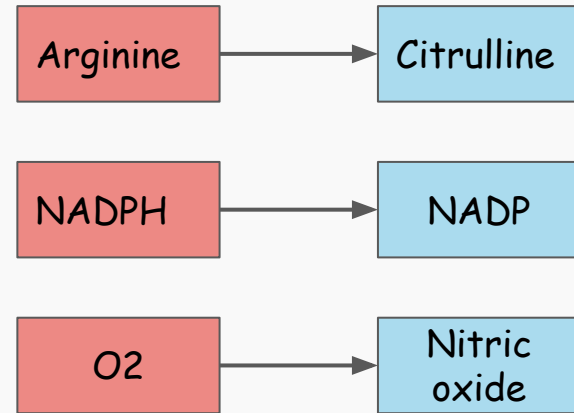 Arginine
Citrulline
NADPH
NADP
O2
Nitric
oxide